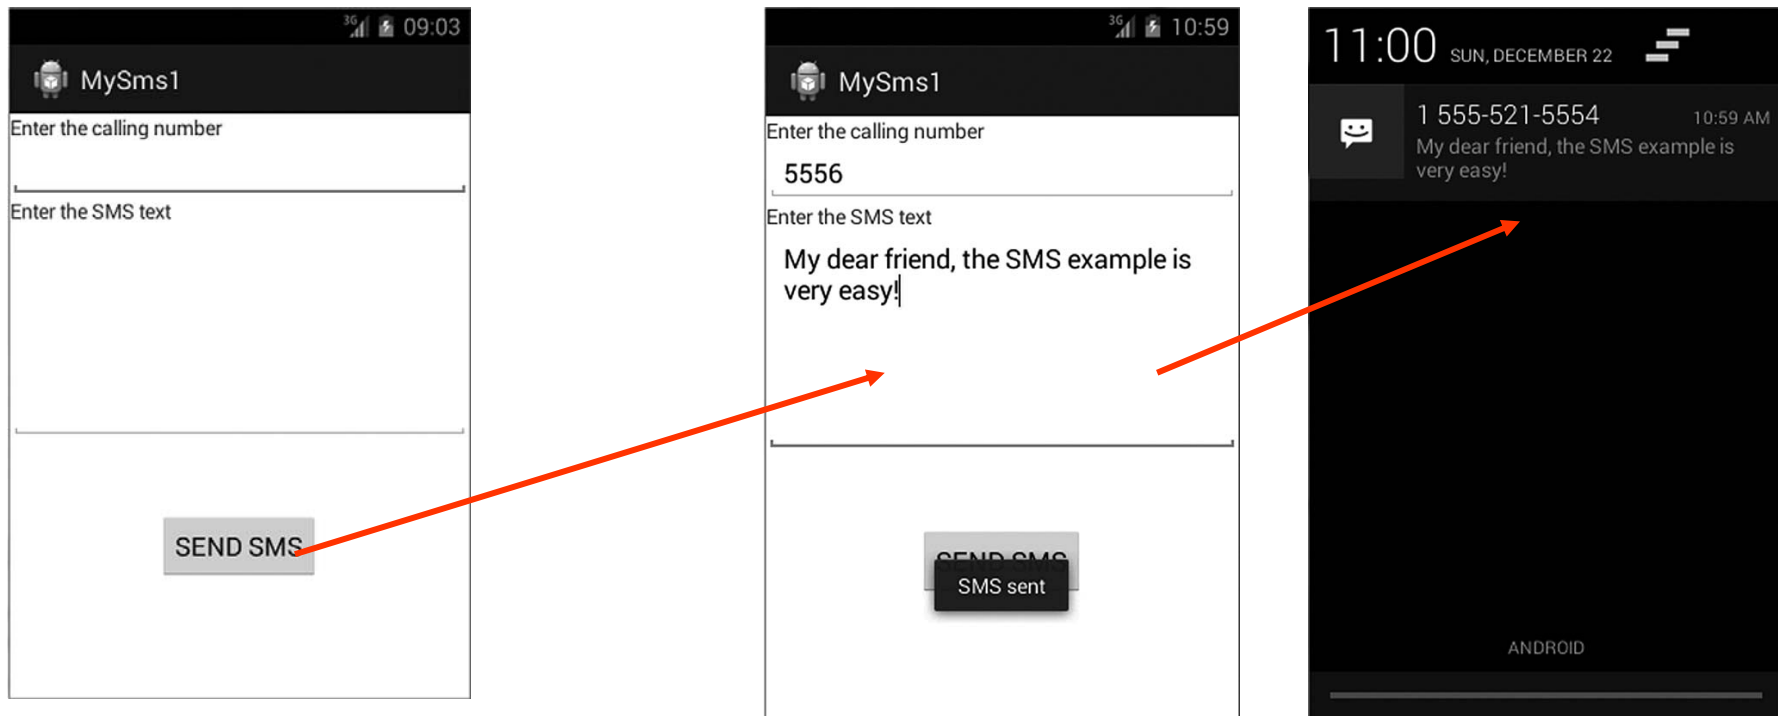 3G 09:03
MySms1
Enter the calling number
Enter the SMS text
SEND SMS
3G 10:59
MySms1
Enter the calling number
5556
Enter the SMS text
My dear friend, the SMS example is
very easy!
SEND SMS
SMS sent
11:00 SUN, DECEMBER 22
1 555-521-5554 10:59 AM
My dear friend, the SMS example is
very easy!
ANDROID